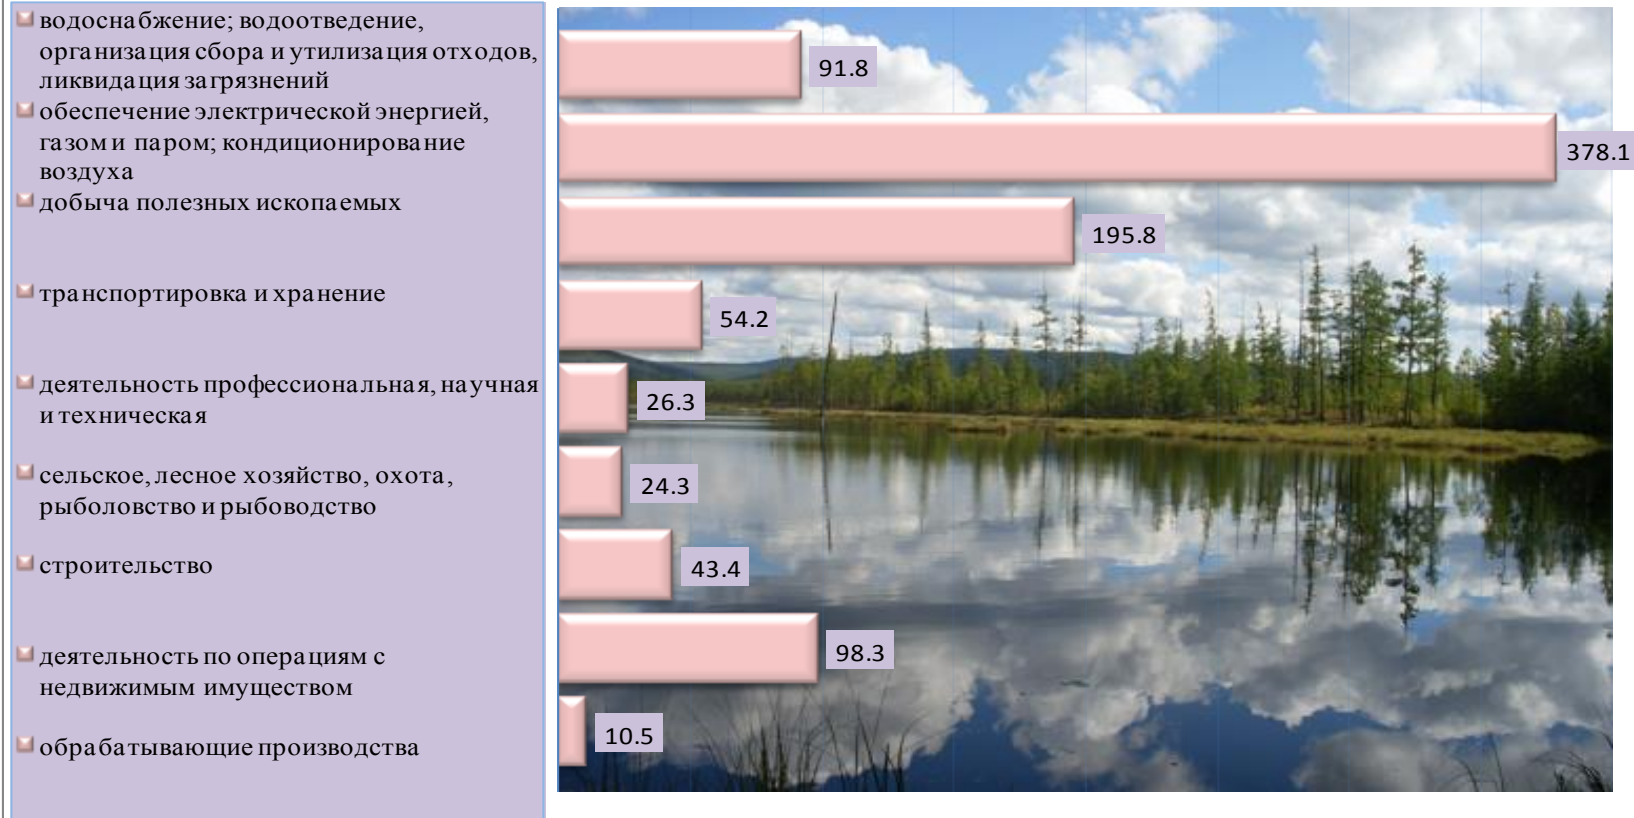 водоснабжение; водоотведение,
организация сбора и утилизация отходов,
ликвидация загрязнений
обеспечение электрической энергией,
газом и паром; кондиционирование
воздуха
добыча полезных ископаемых
транспортировка и хранение
деятельность профессиональная, научная
и техническая
сельское, лесное хозяйство, охота,
рыболовство и рыбоводство
строительство
деятельность по операциям с
недвижимым имуществом
обрабатывающие производства
91.8
378.1
195.8
54.2
26.3
24.3
43.4
98.3
10.5